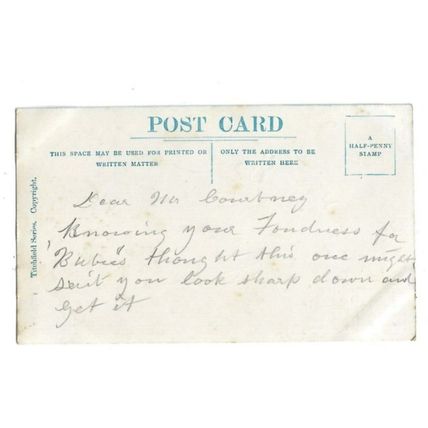 POST CARD
THIS SPACE MAY BE USED FOR PRINTED OR
WRITTEN MATTER
ONLY THE ADDRESS TO BE
WRITTEN HERE
A
HALF-PENNY
STAMP
Titchfield Series. Copyright.
Dear Mr Courtney
Knowing your Fondness for
'Bubies thought this one might
suit you look sharp down and
Get it